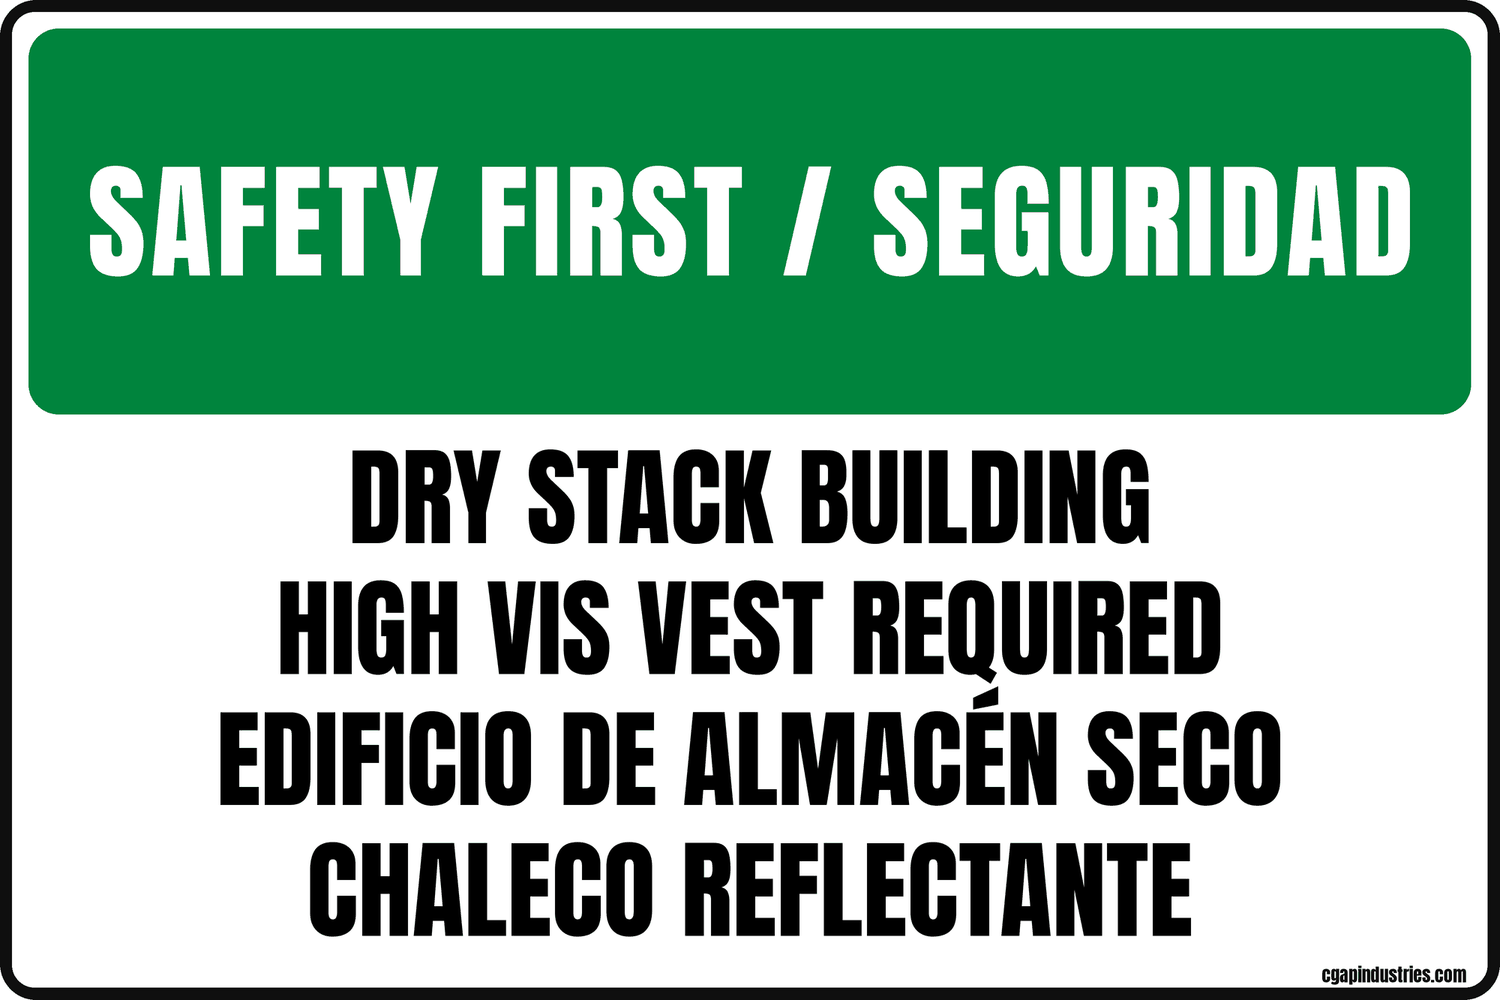 SAFETY FIRST / SEGURIDAD
DRY STACK BUILDING
HIGH VIS VEST REQUIRED
EDIFICIO DE ALMACÉN SECO
CHALECO REFLECTANTE
cgapindustries.com